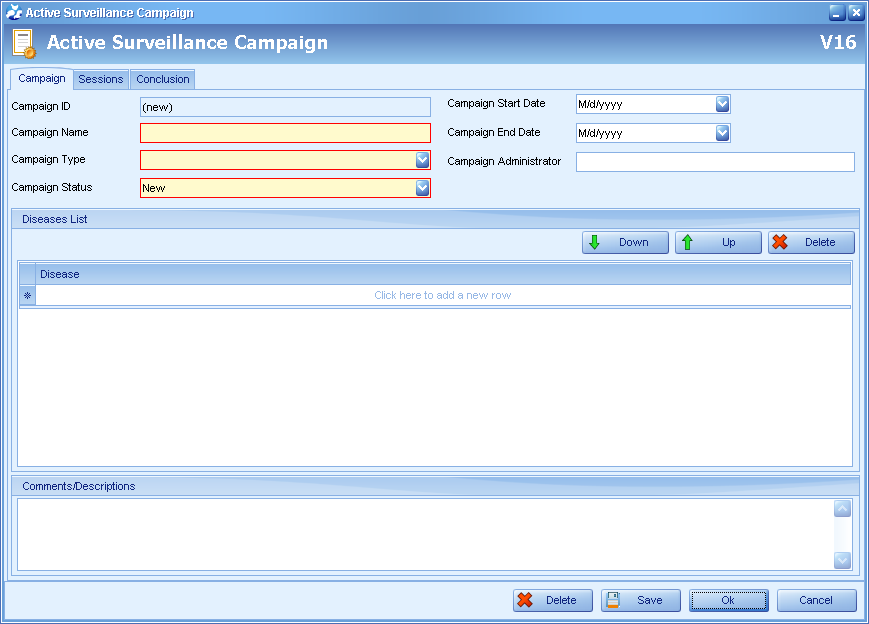 Active Surveillance Campaign
Active Surveillance Campaign V16
Campaign Sessions Conclusion
Campaign ID (new)
Campaign Name
Campaign Type
Campaign Status New
Campaign Start Date M/d/yyyy
Campaign End Date M/d/yyyy
Campaign Administrator
Diseases List
Down Up Delete
Disease
Click here to add a new row
Comments/Descriptions
Delete Save Ok Cancel